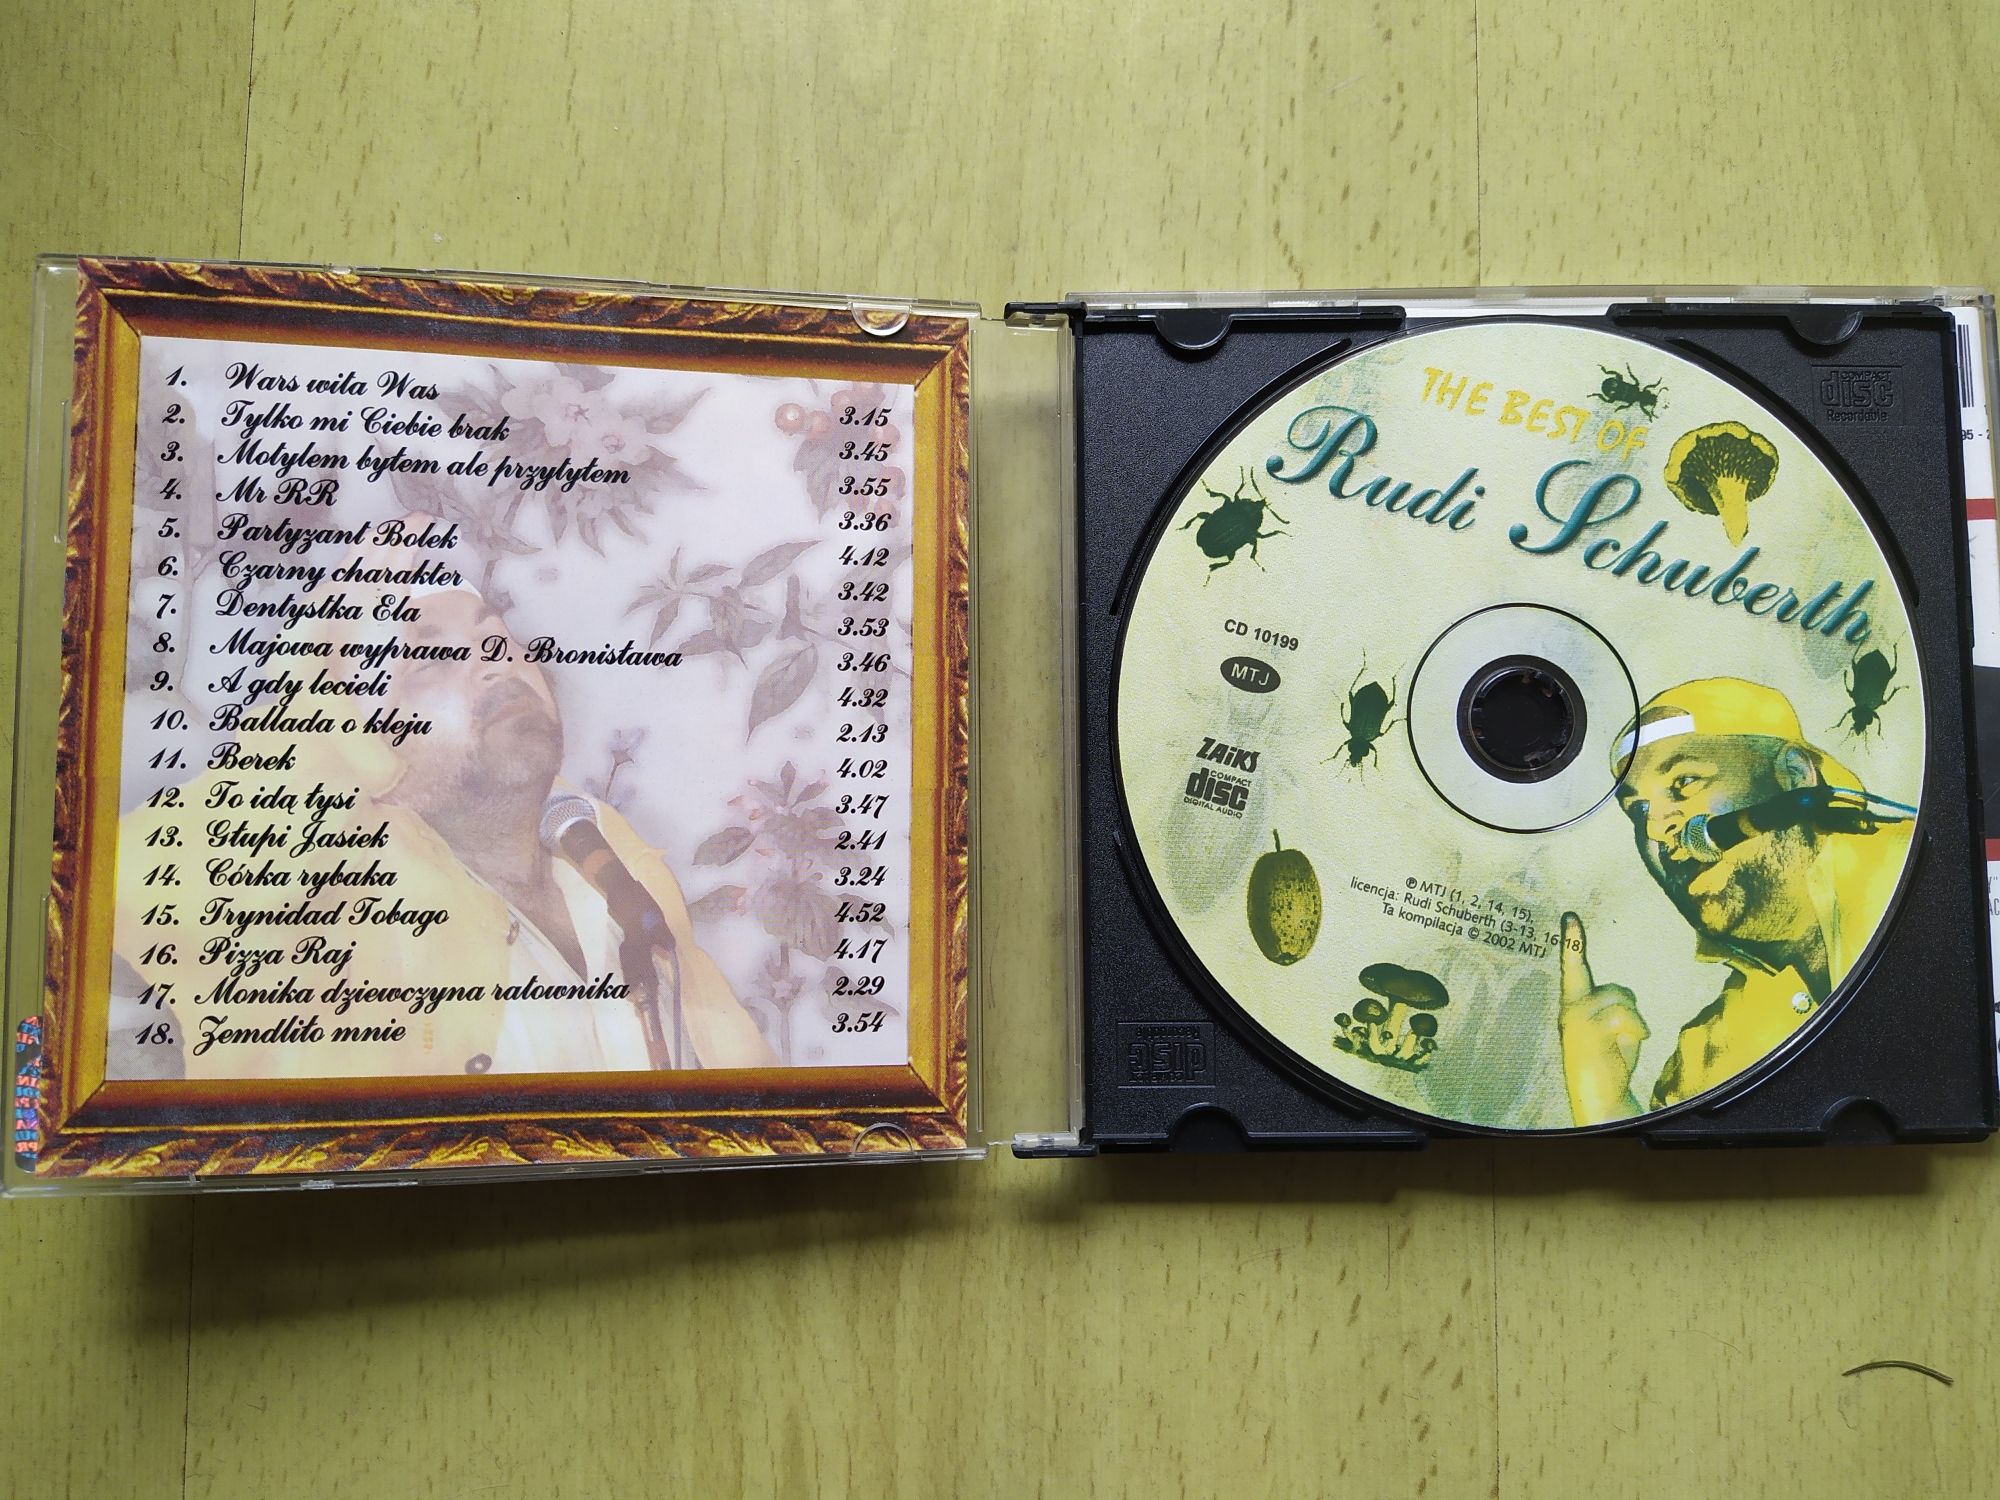 1. Wars wita Was 3.15
2. Tylko mi Ciebie brak 3.45
3. Motylem byłem ale przytyłem 3.55
4. Mr RR 3.36
5. Partyzant Bolek 4.12
6. Czarny charakter 3.42
7. Dentystka Ela 3.53
8. Majowa wyprawa D. Bronisława 3.46
9. A gdy lecieli 4.32
10. Ballada o kleju 2.13
11. Berek 4.02
12. To idą łysi 3.47
13. Głupi Jasiek 2.41
14. Córka rybaka 3.24
15. Trynidad Tobago 4.52
16. Pizza Raj 4.17
17. Monika dziewczyna ratownika 2.29
18. Zemdliło mnie 3.54
THE BEST OF
Rudi Schuberth
CD 10199
MTJ
ZAiKS
COMPACT
disc
DIGITAL AUDIO
℗ MTJ (1, 2, 14, 15),
licencja: Rudi Schuberth (3-13, 16-18)
Ta kompilacja © 2002 MTJ
COMPACT
disc
Recordable
COMPACT
disc
Recordable